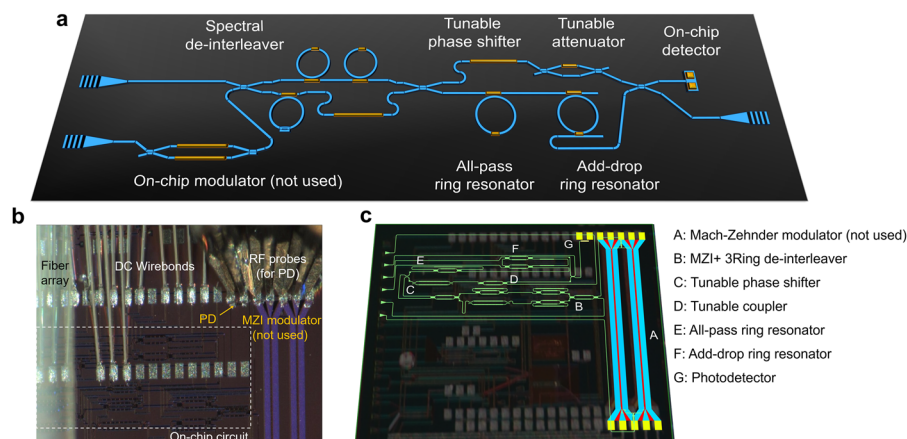 a
Spectral
de-interleaver
Tunable
phase shifter
Tunable
attenuator
On-chip
detector
On-chip modulator (not used)
All-pass
ring resonator
Add-drop
ring resonator
b
Fiber
array
DC Wirebonds
RF probes
(for PD)
PD
MZI modulator
(not used)
On-chip circuit
c
F
G
E
D
C
B
A
A: Mach-Zehnder modulator (not used)
B: MZI+ 3Ring de-interleaver
C: Tunable phase shifter
D: Tunable coupler
E: All-pass ring resonator
F: Add-drop ring resonator
G: Photodetector